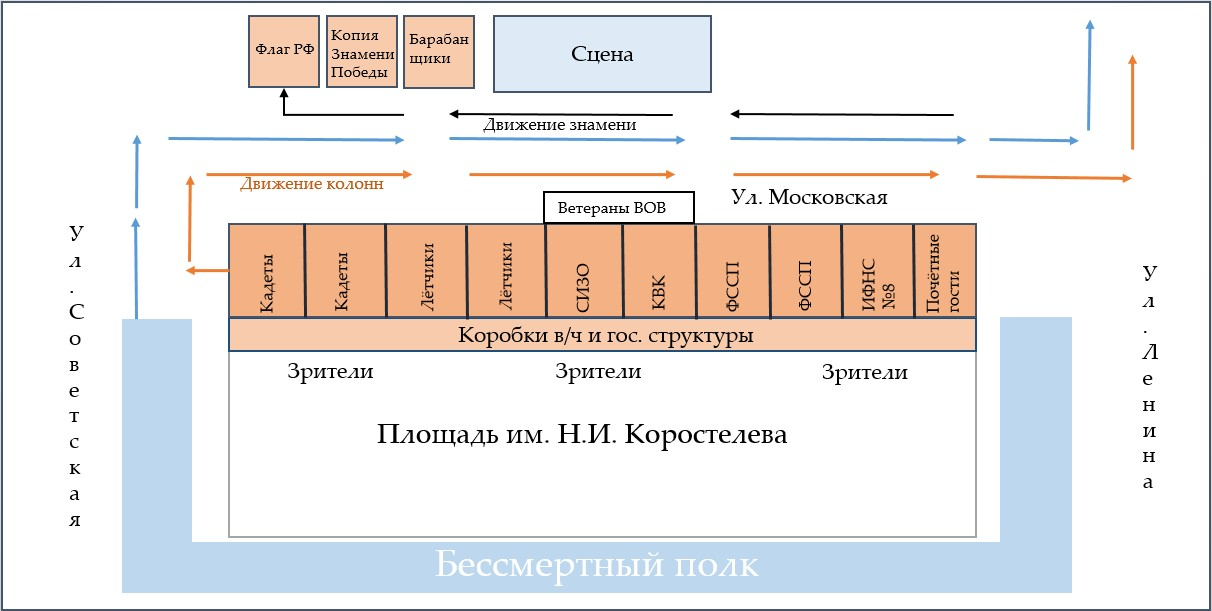 Флаг РФ
Копия
Знамени
Победы
Барабан
щики
Сцена
Движение знамени
Движение колонн
Ветераны ВОВ
Ул. Московская
Ул. Советская
Кадеты
Кадеты
Лётчики
Лётчики
СИЗО
КВК
ФССП
ФССП
ИФНС
№8
Почётные
гости
Ул. Ленина
Коробки в/ч и гос. структуры
Зрители
Зрители
Зрители
Площадь им. Н.И. Коростелева
Бессмертный полк